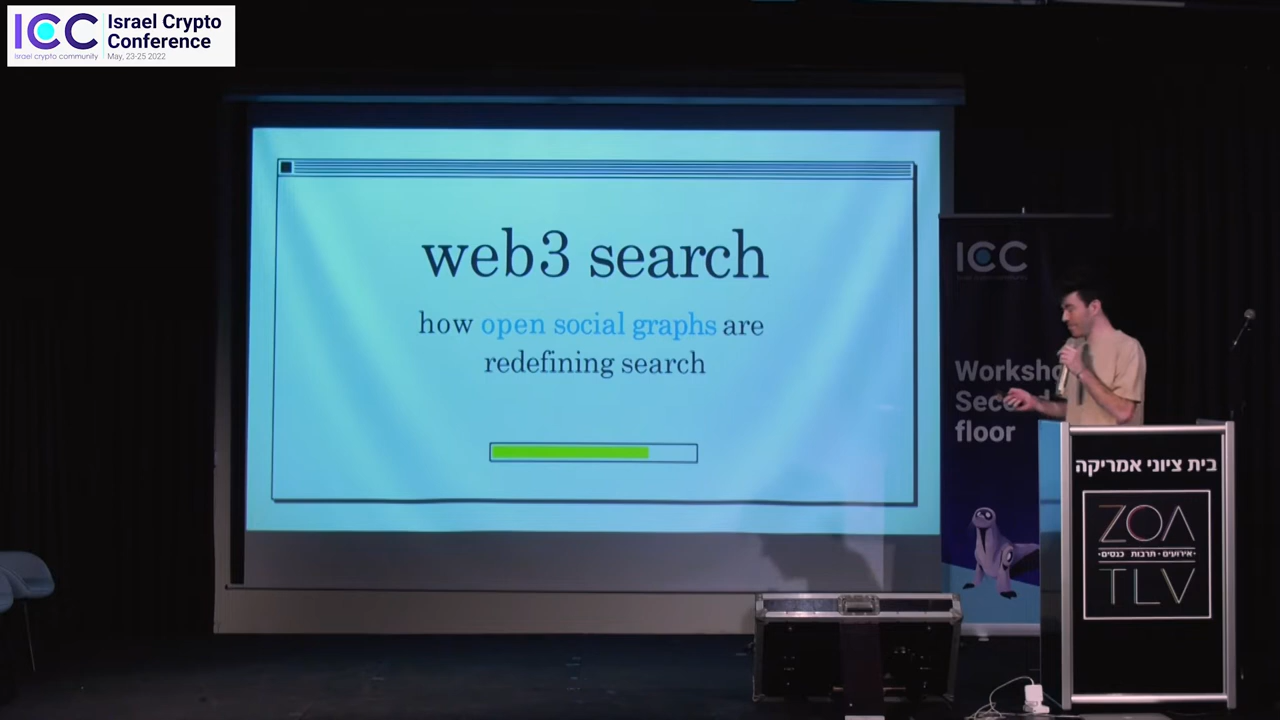 ICC
Israel crypto community
Israel Crypto
Conference
May, 23-25 2022
web3 search
how open social graphs are
redefining search
ICC
Worksho
Second
floor
בית ציוני אמריקה
ZOA
אירועים • תרבות • כנסים
TLV